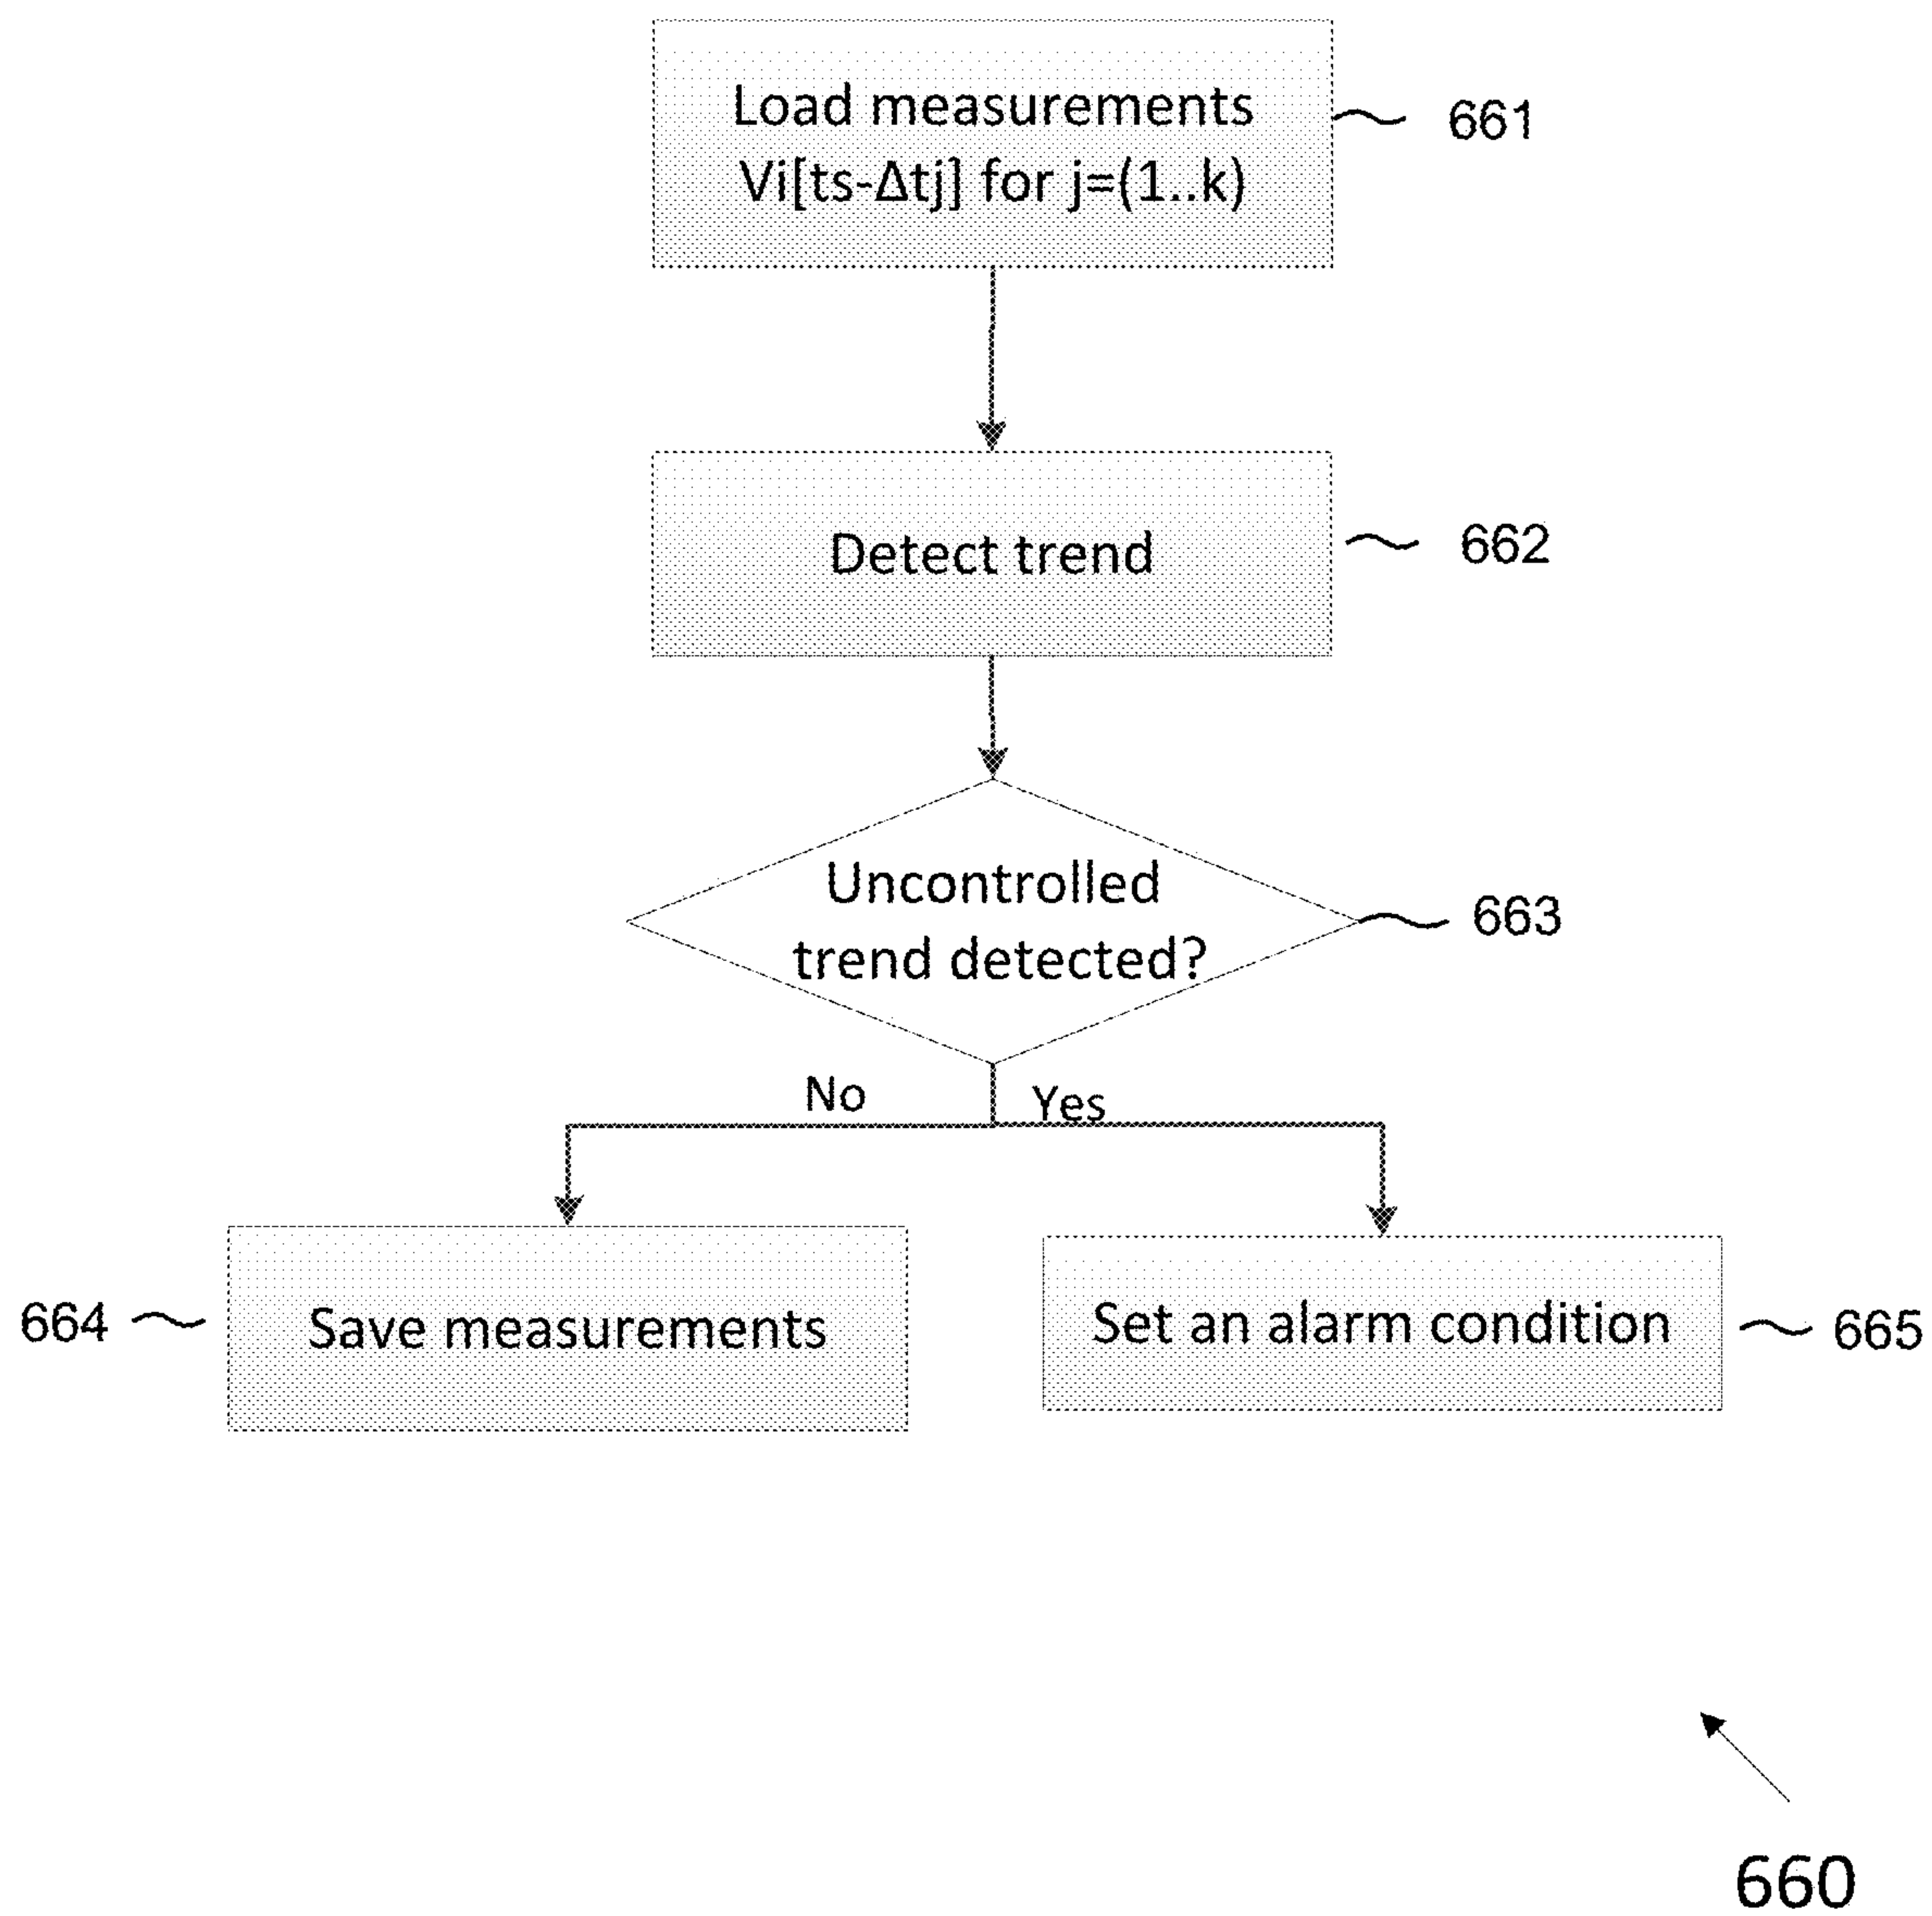 Load measurements
Vi[ts-Δtj] for j=(1..k)
661
Detect trend
662
Uncontrolled
trend detected?
663
No
Yes
664
Save measurements
Set an alarm condition
665
660